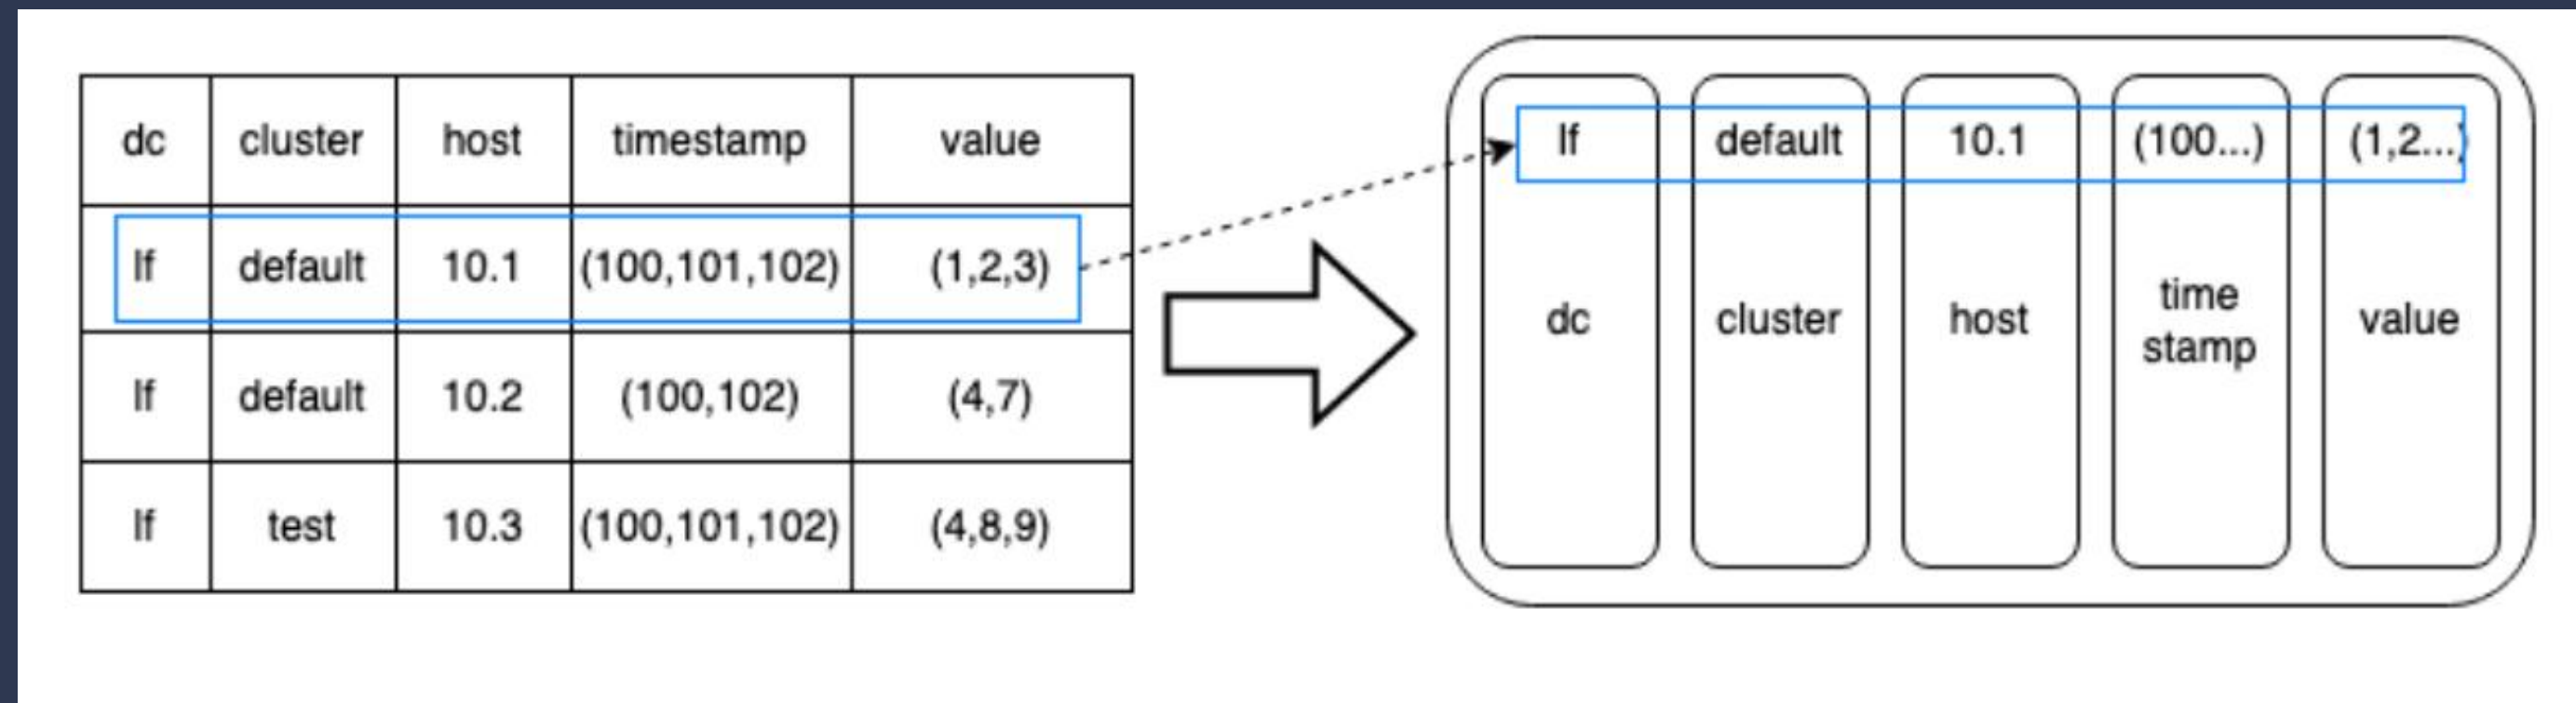 dc cluster host timestamp value
lf default 10.1 (100,101,102) (1,2,3)
lf default 10.2 (100,102) (4,7)
lf test 10.3 (100,101,102) (4,8,9)
lf default 10.1 (100...) (1,2...)
dc cluster host time stamp value